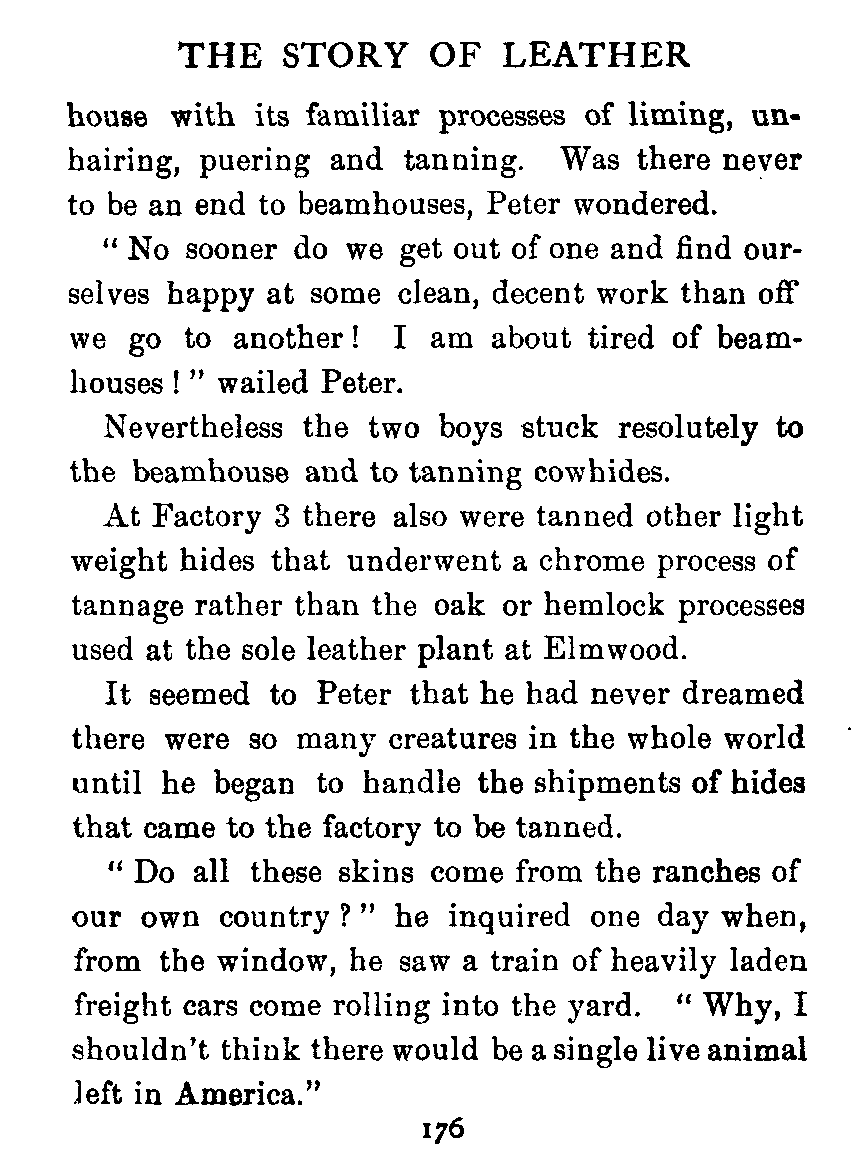 THE STORY OF LEATHER
house with its familiar processes of liming, un-
hairing, puering and tanning. Was there never
to be an end to beamhouses, Peter wondered.
“ No sooner do we get out of one and find our-
selves happy at some clean, decent work than off
we go to another ! I am about tired of beam-
houses ! ” wailed Peter.
Nevertheless the two boys stuck resolutely to
the beamhouse and to tanning cowhides.
At Factory 3 there also were tanned other light
weight hides that underwent a chrome process of
tannage rather than the oak or hemlock processes
used at the sole leather plant at Elmwood.
It seemed to Peter that he had never dreamed
there were so many creatures in the whole world
until he began to handle the shipments of hides
that came to the factory to be tanned.
“ Do all these skins come from the ranches of
our own country ? ” he inquired one day when,
from the window, he saw a train of heavily laden
freight cars come rolling into the yard. “ Why, I
shouldn’t think there would be a single live animal
left in America.”
176